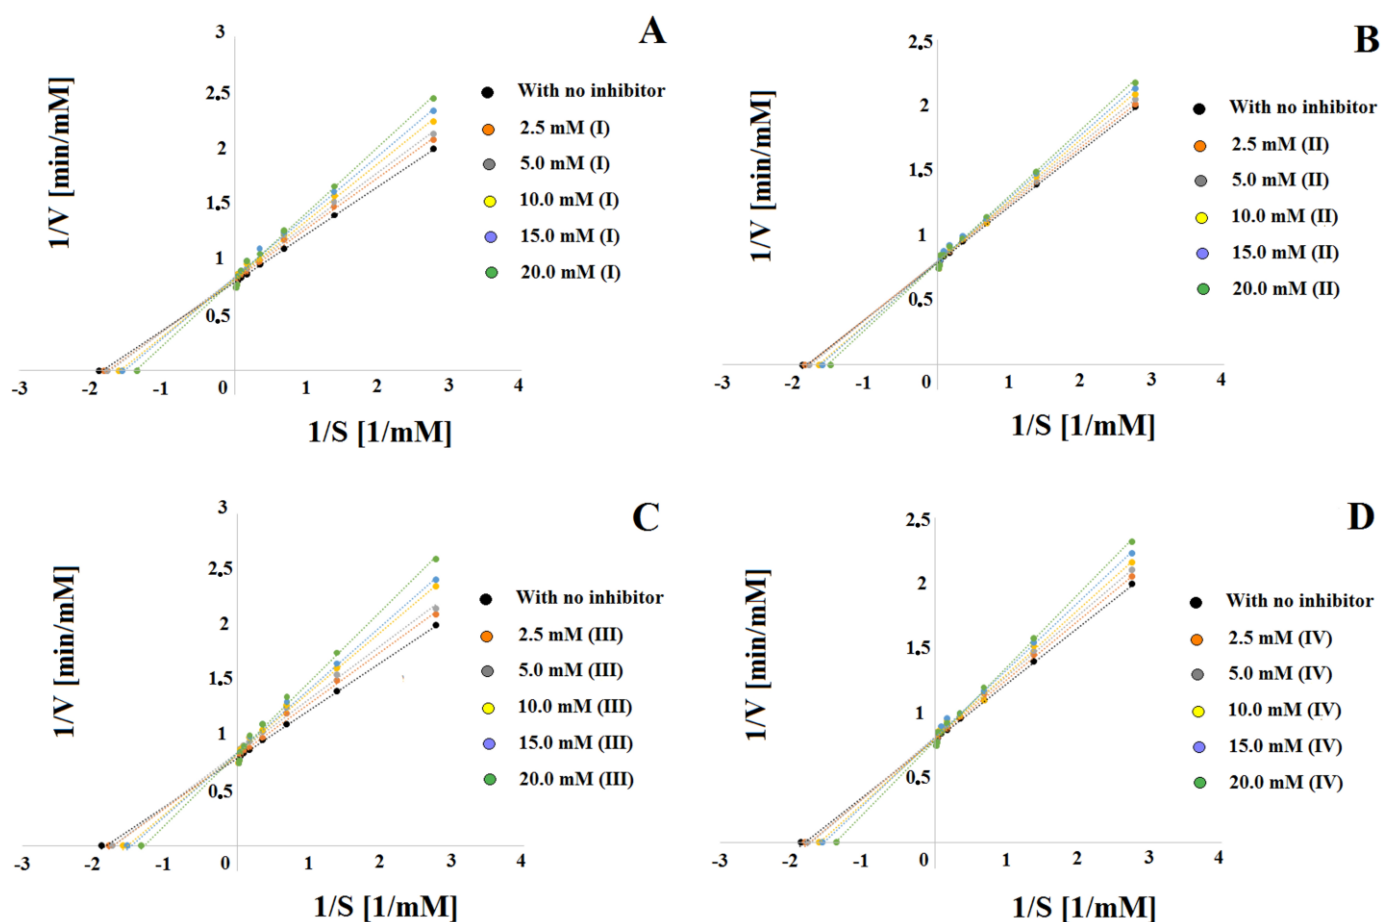 A
1/V [min/mM]
3
2.5
2
1.5
1
0.5
0
-3
-2
-1
1
2
3
4
1/S [1/mM]
With no inhibitor
2.5 mM (I)
5.0 mM (I)
10.0 mM (I)
15.0 mM (I)
20.0 mM (I)
B
1/V [min/mM]
2.5
2
1.5
1
0.5
0
-3
-2
-1
1
2
3
4
1/S [1/mM]
With no inhibitor
2.5 mM (II)
5.0 mM (II)
10.0 mM (II)
15.0 mM (II)
20.0 mM (II)
C
1/V [min/mM]
3
2.5
2
1.5
1
0.5
0
-3
-2
-1
1
2
3
4
1/S [1/mM]
With no inhibitor
2.5 mM (III)
5.0 mM (III)
10.0 mM (III)
15.0 mM (III)
20.0 mM (III)
D
1/V [min/mM]
2.5
2
1.5
1
0.5
0
-3
-2
-1
1
2
3
4
1/S [1/mM]
With no inhibitor
2.5 mM (IV)
5.0 mM (IV)
10.0 mM (IV)
15.0 mM (IV)
20.0 mM (IV)